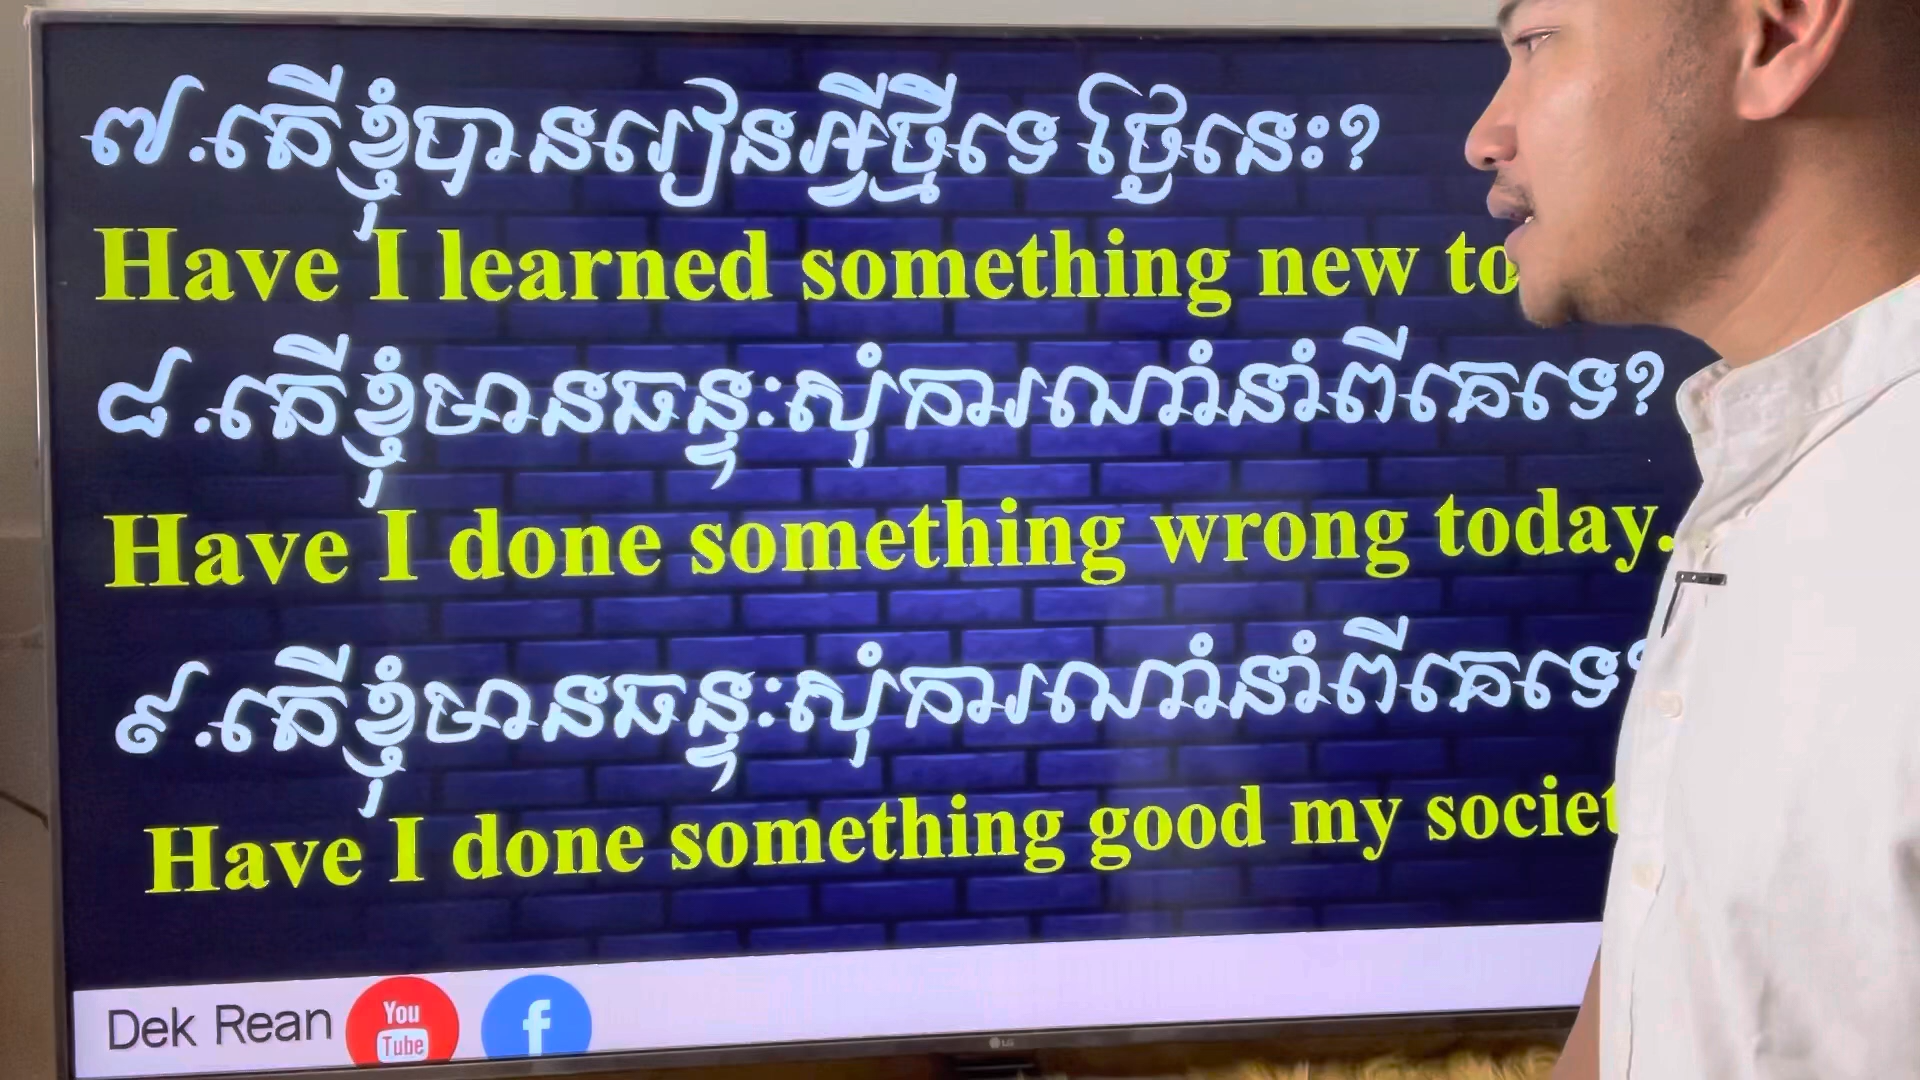 ៧.តើខ្ញុំបានរៀនអ្វីថ្មីទេ ថ្ងៃនេះ?
Have I learned something new
៨.តើខ្ញុំមានឆន្ទៈសុំការណែនាំពីគេទេ?
Have I done something wrong today.
៩.តើខ្ញុំមានឆន្ទៈសុំការណែនាំពីគេទេ
Have I done something good my
Dek Rean
You
Tube
f
LG